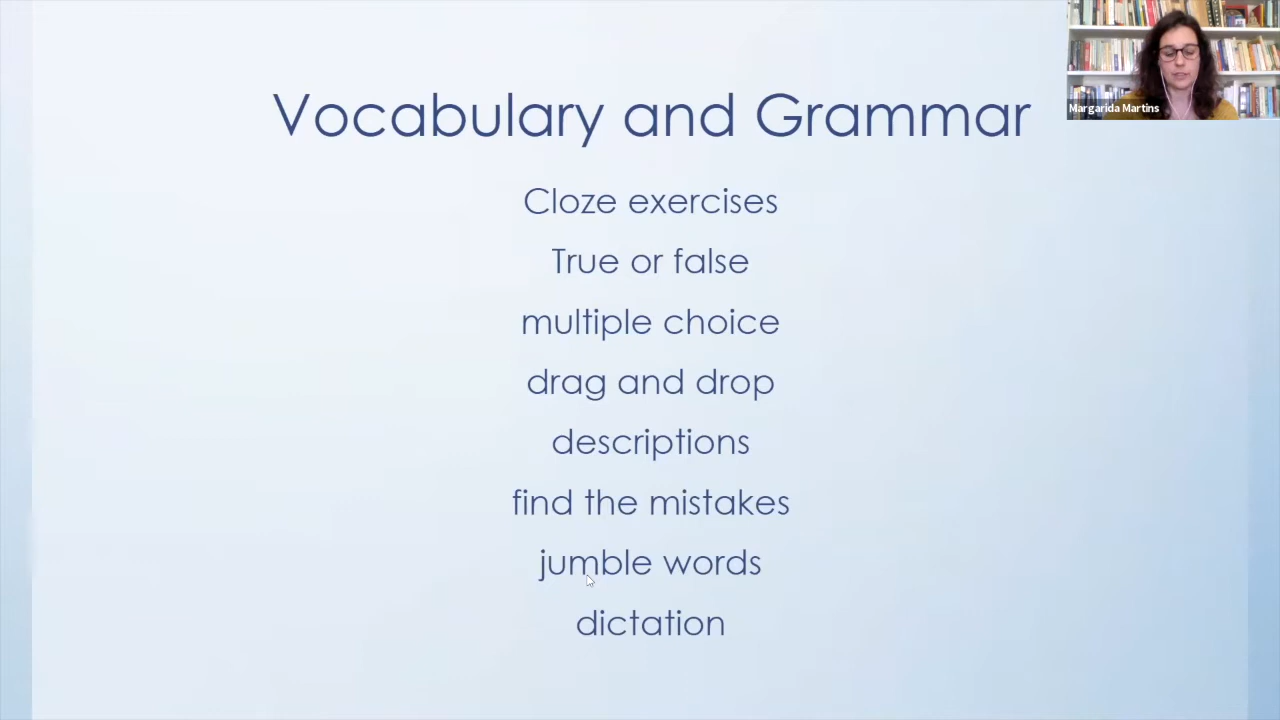 Vocabulary and Grammar
Margarida Martins
Cloze exercises
True or false
multiple choice
drag and drop
descriptions
find the mistakes
jumble words
dictation